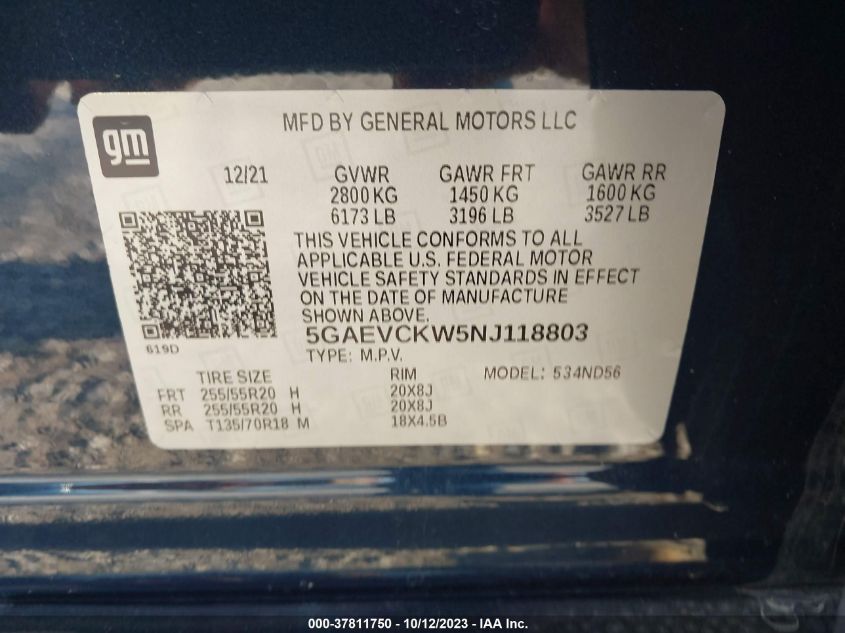 gm
MFD BY GENERAL MOTORS LLC
12/21 GVWR GAWR FRT GAWR RR
2800 KG 1450 KG 1600 KG
6173 LB 3196 LB 3527 LB
THIS VEHICLE CONFORMS TO ALL
APPLICABLE U.S. FEDERAL MOTOR
VEHICLE SAFETY STANDARDS IN EFFECT
ON THE DATE OF MANUFACTURE
SHOWN ABOVE.
619D
5GAEVCKW5NJ118803
TYPE: M.P.V.
TIRE SIZE RIM MODEL: 534ND56
FRT 255/55R20 H 20X8J
RR 255/55R20 H 20X8J
SPA T135/70R18 M 18X4.5B
000-37811750 - 10/12/2023 - IAA Inc.